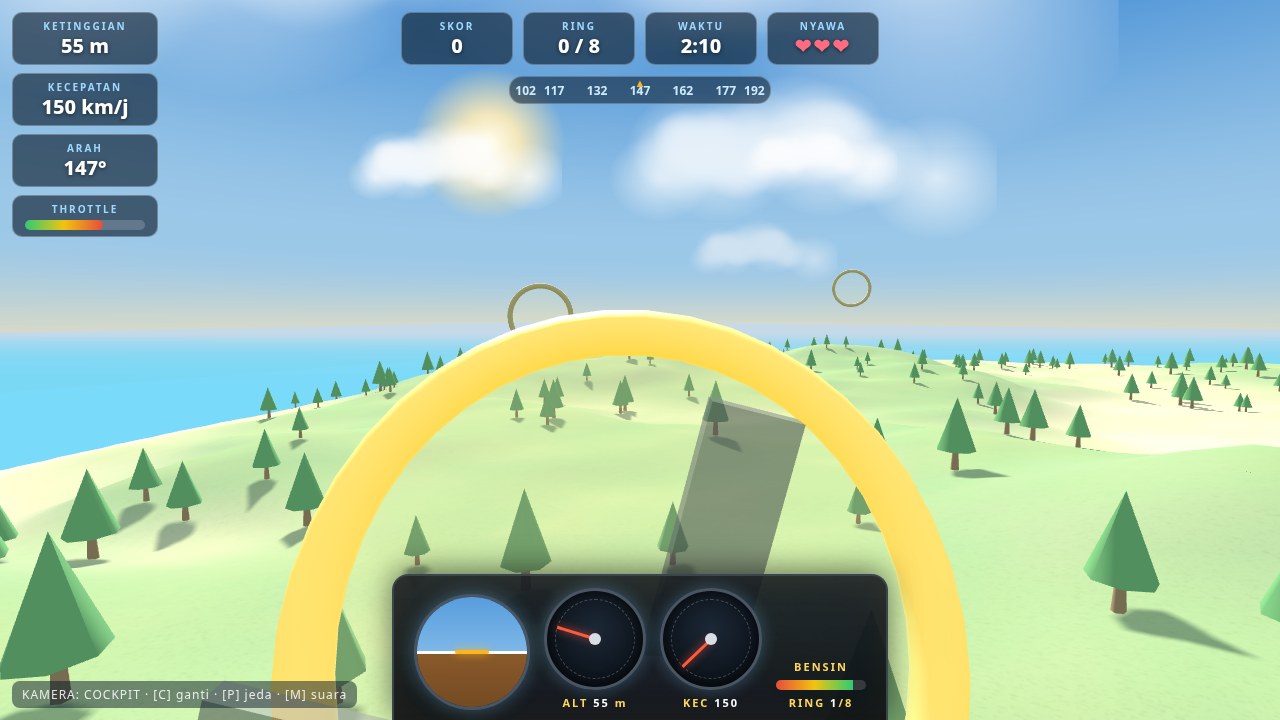 KETINGGIAN
55 m
KECEPATAN
150 km/j
ARAH
147°
THROTTLE
SKOR
0
RING
0 / 8
WAKTU
2:10
NYAWA
102 117 132 147 162 177 192
BENSIN
ALT 55 m
KEC 150
RING 1/8
KAMERA: COCKPIT · [C] ganti · [P] jeda · [M] suara